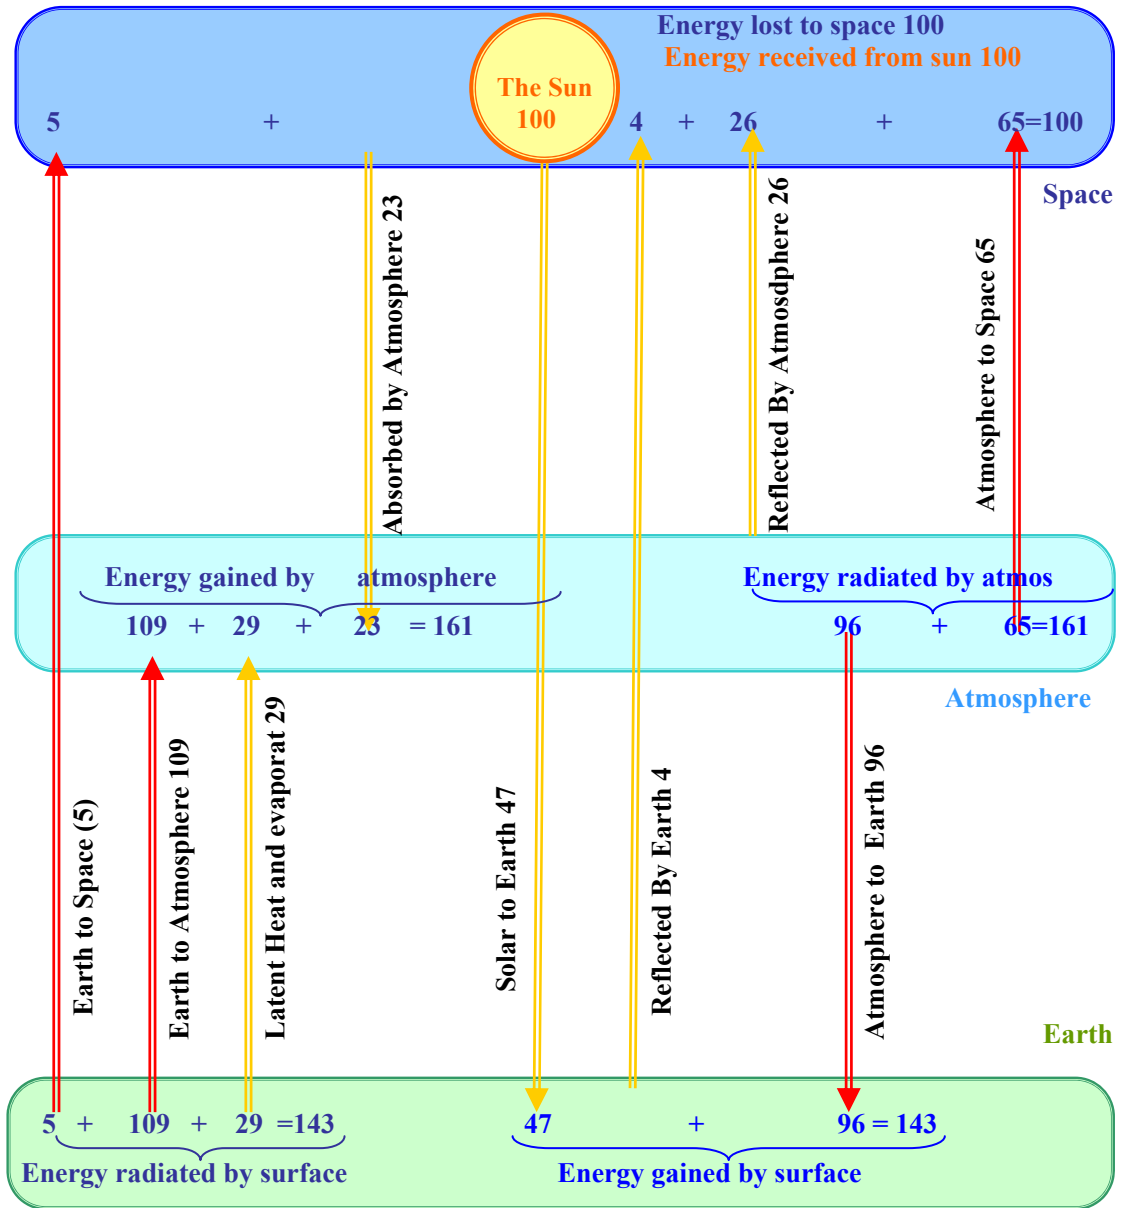 Energy lost to space 100
Energy received from sun 100
The Sun
100
5 + 4 + 26 + 65=100
Space
Absorbed by Atmosphere 23
Reflected By Atmosdphere 26
Atmosphere to Space 65
Energy gained by atmosphere
109 + 29 + 23 = 161
Energy radiated by atmos
96 + 65=161
Atmosphere
Earth to Space (5)
Earth to Atmosphere 109
Latent Heat and evaporat 29
Solar to Earth 47
Reflected By Earth 4
Atmosphere to Earth 96
Earth
5 + 109 + 29 =143
Energy radiated by surface
47 + 96 = 143
Energy gained by surface